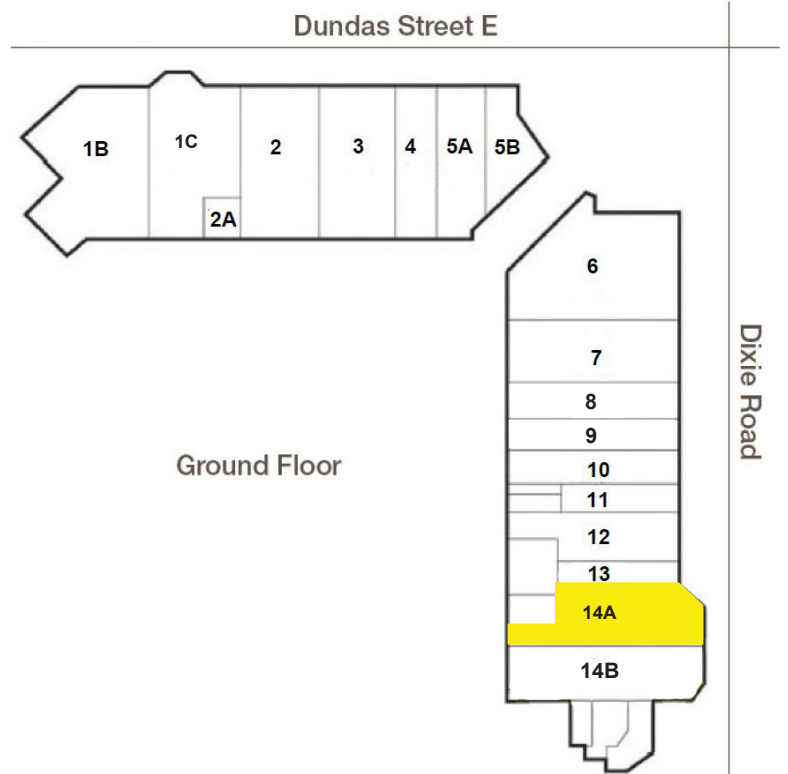 Dundas Street E
1B
1C
2
3
4
5A
5B
2A
6
7
Dixie Road
8
9
Ground Floor
10
11
12
13
14A
14B